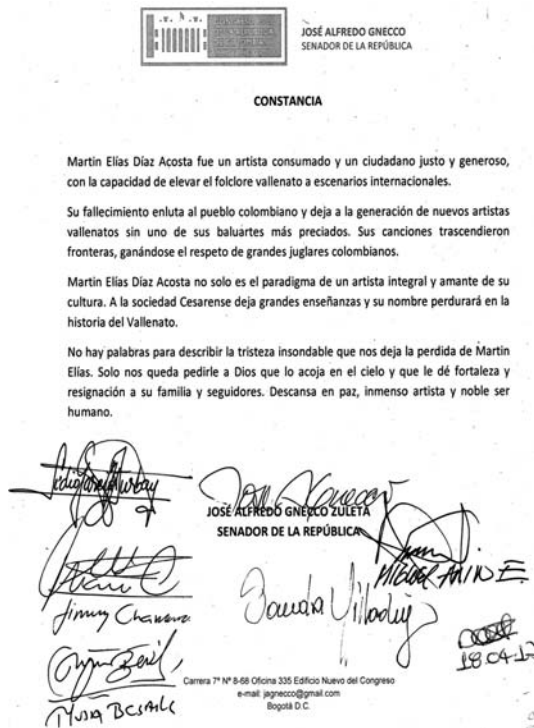 JOSÉ ALFREDO GNECCO
SENADOR DE LA REPÚBLICA
CONSTANCIA
Martin Elías Díaz Acosta fue un artista consumado y un ciudadano justo y generoso,
con la capacidad de elevar el folclore vallenato a escenarios internacionales.
Su fallecimiento enluta al pueblo colombiano y deja a la generación de nuevos artistas
vallenatos sin uno de sus baluartes más preciados. Sus canciones trascendieron
fronteras, ganándose el respeto de grandes juglares colombianos.
Martin Elías Díaz Acosta no solo es el paradigma de un artista integral y amante de su
cultura. A la sociedad Cesarense deja grandes enseñanzas y su nombre perdurará en la
historia del Vallenato.
No hay palabras para describir la tristeza insondable que nos deja la perdida de Martin
Elías. Solo nos queda pedirle a Dios que lo acoja en el cielo y que le dé fortaleza y
resignación a su familia y seguidores. Descansa en paz, inmenso artista y noble ser
humano.
JOSÉ ALFREDO GNECCO ZULETA
SENADOR DE LA REPÚBLICA
MIGUEL AMIN E.
Jimmy Chamorro
Sandra Villadiego
18.04.17
Musa Besaile
Carrera 7ª Nº 8-68 Oficina 335 Edificio Nuevo del Congreso
e-mail: jagnecco@gmail.com
Bogotá D.C.